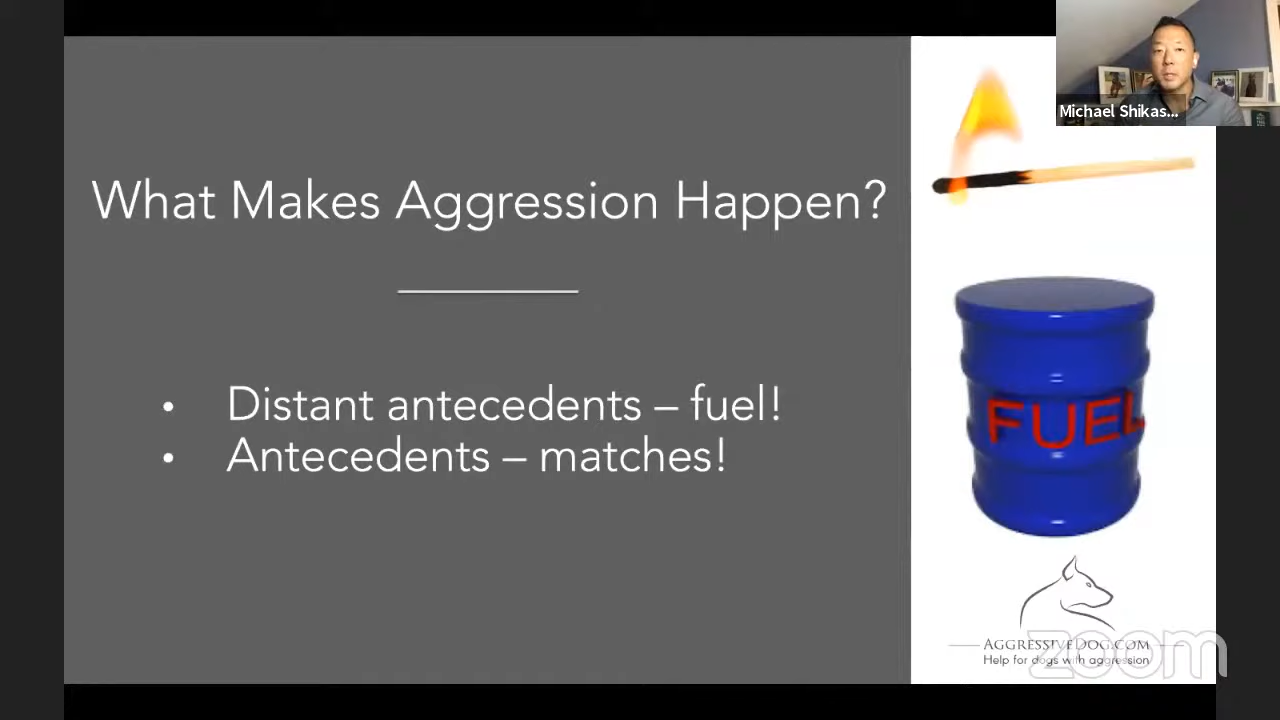 Michael Shikas...
What Makes Aggression Happen?
• Distant antecedents – fuel!
• Antecedents – matches!
FUEL
AGGRESSIVEDOG.COM
Help for dogs with aggression
zoom